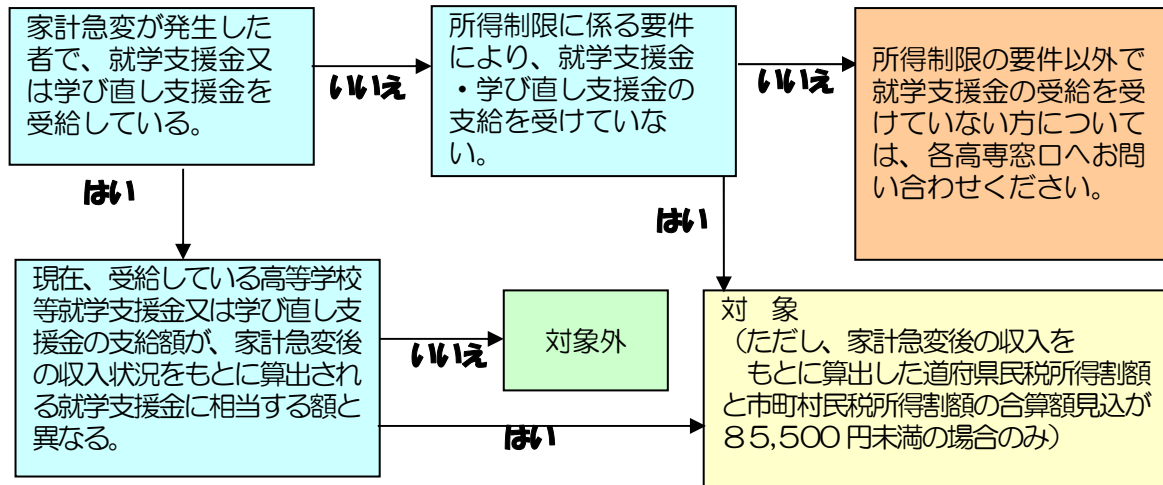 家計急変が発生した
者で、就学支援金又
は学び直し支援金を
受給している。
いいえ
所得制限に係る要件
により、就学支援金
・学び直し支援金の
支給を受けていな
い。
いいえ
所得制限の要件以外で
就学支援金の受給を受
けていない方について
は、各高専窓口へお問
い合わせください。
はい
はい
現在、受給している高等学校
等就学支援金又は学び直し支
援金の支給額が、家計急変後
の収入状況をもとに算出され
る就学支援金に相当する額と
異なる。
いいえ
対象外
はい
対　象
（ただし、家計急変後の収入を
もとに算出した道府県民税所得割額
と市町村民税所得割額の合算額見込が
８５,５００円未満の場合のみ）